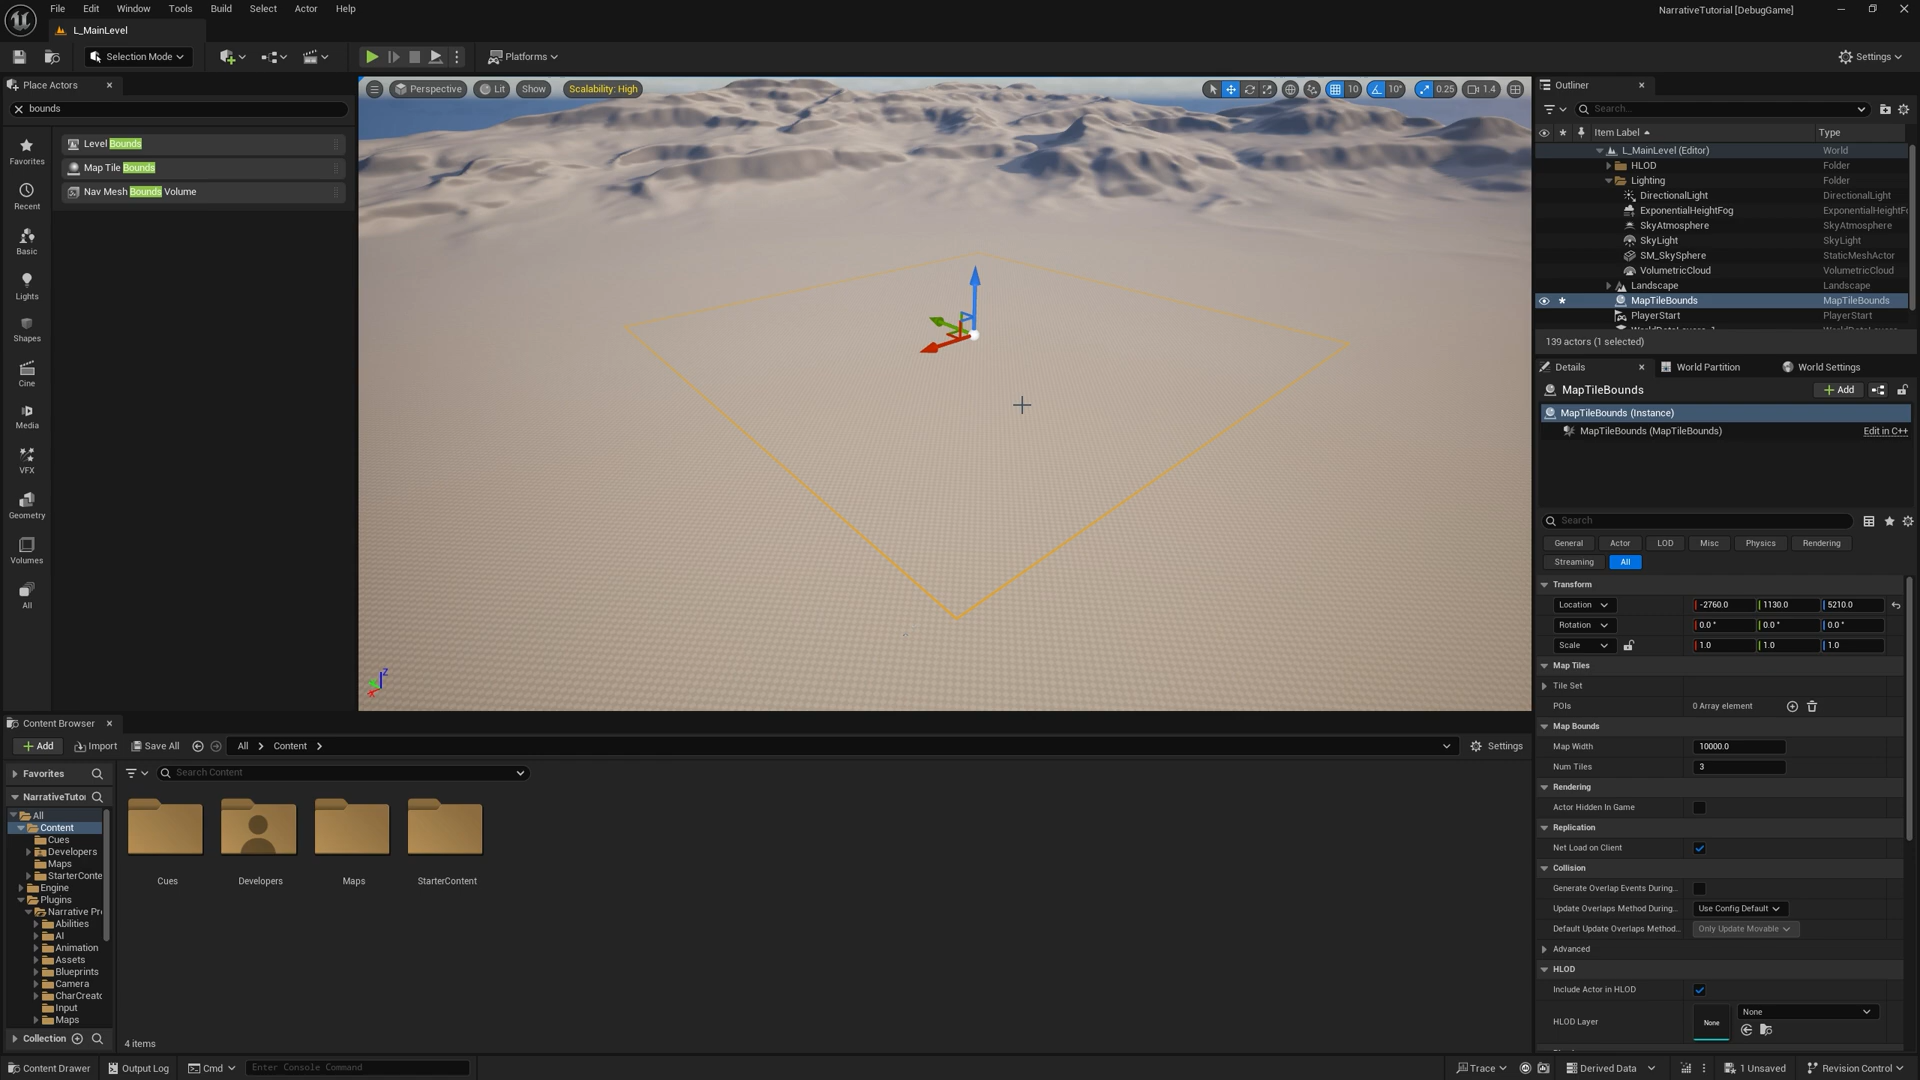 File Edit Window Tools Build Select Actor Help
NarrativeTutorial [DebugGame]
L_MainLevel
Selection Mode
Platforms
Settings
Place Actors
bounds
Level Bounds
Map Tile Bounds
Nav Mesh Bounds Volume
Favorites
Recent
Basic
Lights
Shapes
Cine
Media
VFX
Geometry
Volumes
All
Perspective
Lit
Show
Scalability: High
10
10°
0.25
1.4
Z
X
Outliner
Search...
Item Label Type
L_MainLevel (Editor) World
HLOD Folder
Lighting Folder
DirectionalLight DirectionalLight
ExponentialHeightFog ExponentialHeightF
SkyAtmosphere SkyAtmosphere
SkyLight SkyLight
SM_SkySphere StaticMeshActor
VolumetricCloud VolumetricCloud
Landscape Landscape
MapTileBounds MapTileBounds
PlayerStart PlayerStart
139 actors (1 selected)
Details World Partition World Settings
MapTileBounds
Add
MapTileBounds (Instance)
MapTileBounds (MapTileBounds) Edit in C++
Search
General Actor LOD Misc Physics Rendering
Streaming All
Transform
Location -2760.0 1130.0 5210.0
Rotation 0.0 ° 0.0 ° 0.0 °
Scale 1.0 1.0 1.0
Map Tiles
Tile Set
POIs 0 Array element
Map Bounds
Map Width 10000.0
Num Tiles 3
Rendering
Actor Hidden In Game
Replication
Net Load on Client
Collision
Generate Overlap Events During...
Update Overlaps Method During... Use Config Default
Default Update Overlaps Method... Only Update Movable
Advanced
HLOD
Include Actor in HLOD
HLOD Layer None None
Content Browser
Add Import Save All All Content Settings
Favorites
Search Content
NarrativeTutor
All
Content
Cues
Developers
Maps
StarterConte
Engine
Plugins
Narrative Pr
Abilities
AI
Animation
Assets
Blueprints
Camera
CharCreato
Input
Maps
Collection
Cues Developers Maps StarterContent
4 items
Content Drawer Output Log Cmd Enter Console Command
Trace Derived Data 1 Unsaved Revision Control